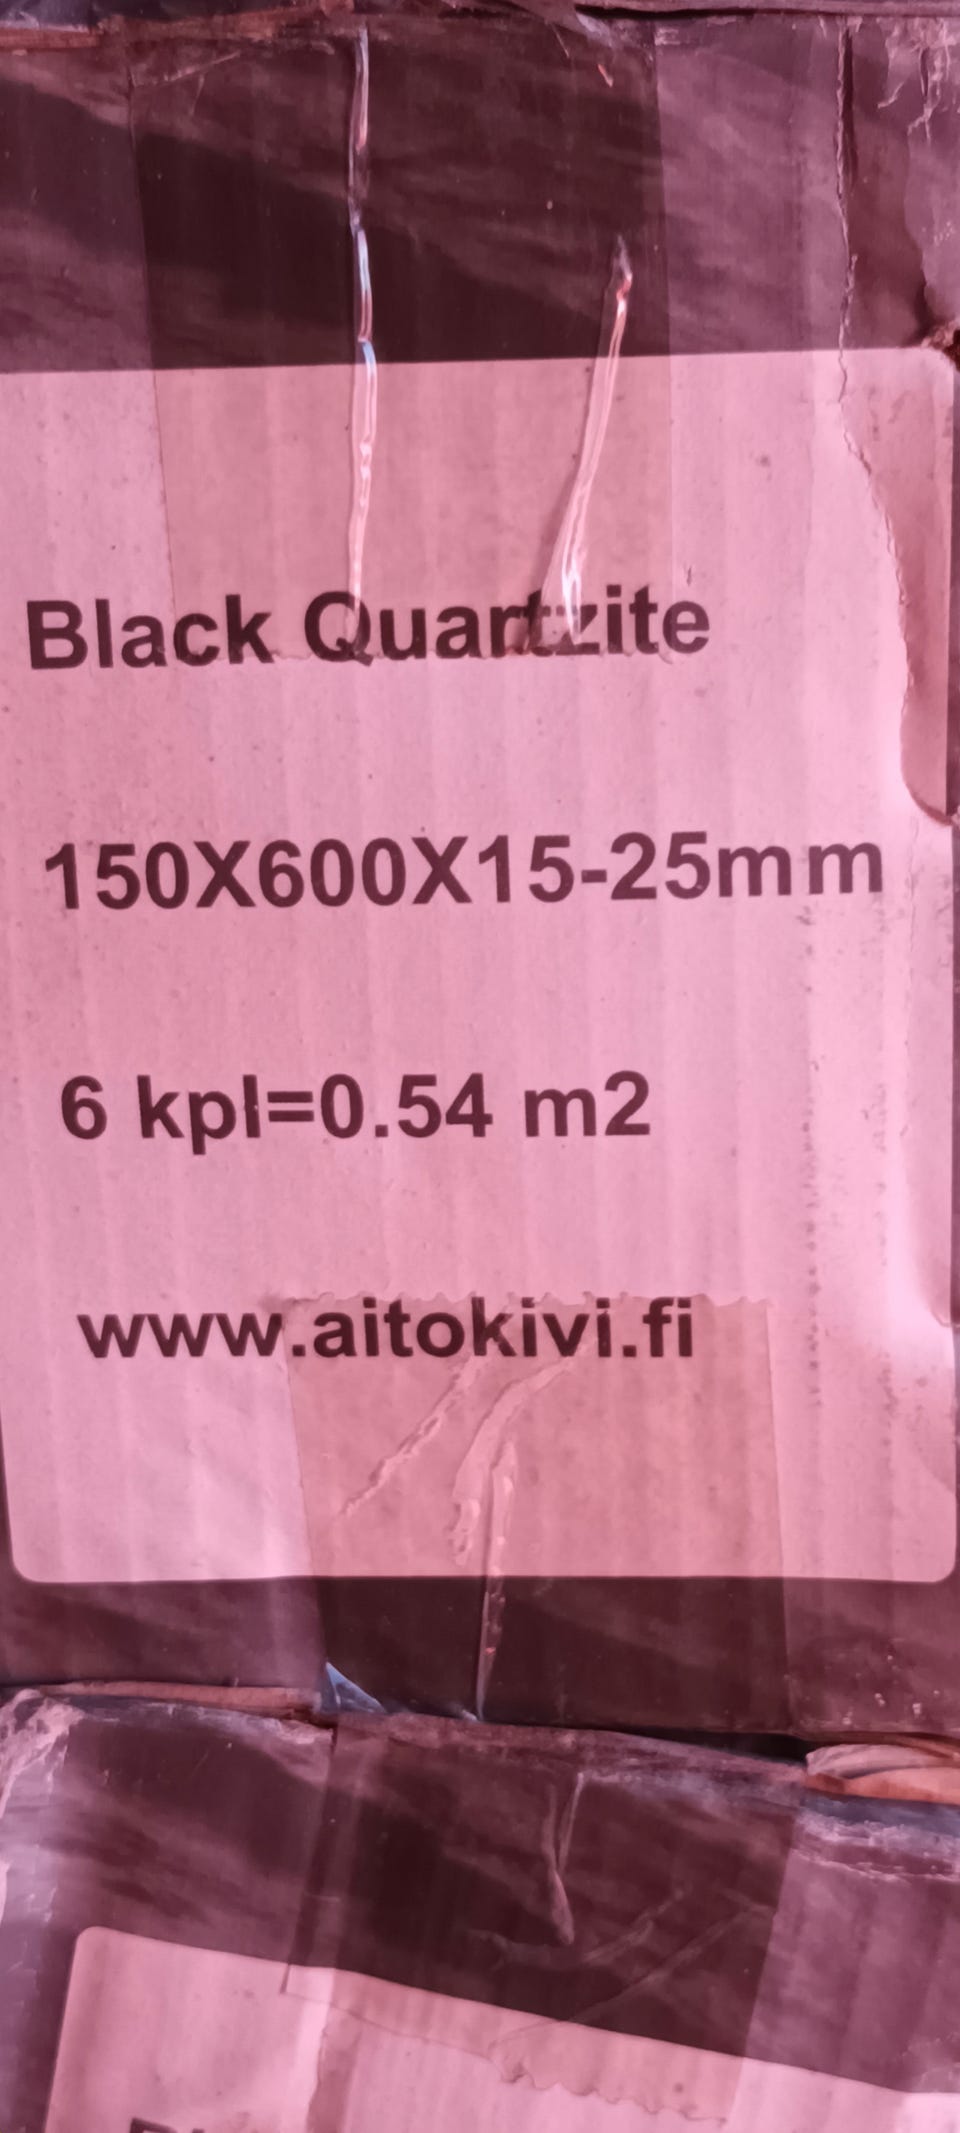 Black Quartzite
150X600X15-25mm
6 kpl=0.54 m2
www.aitokivi.fi